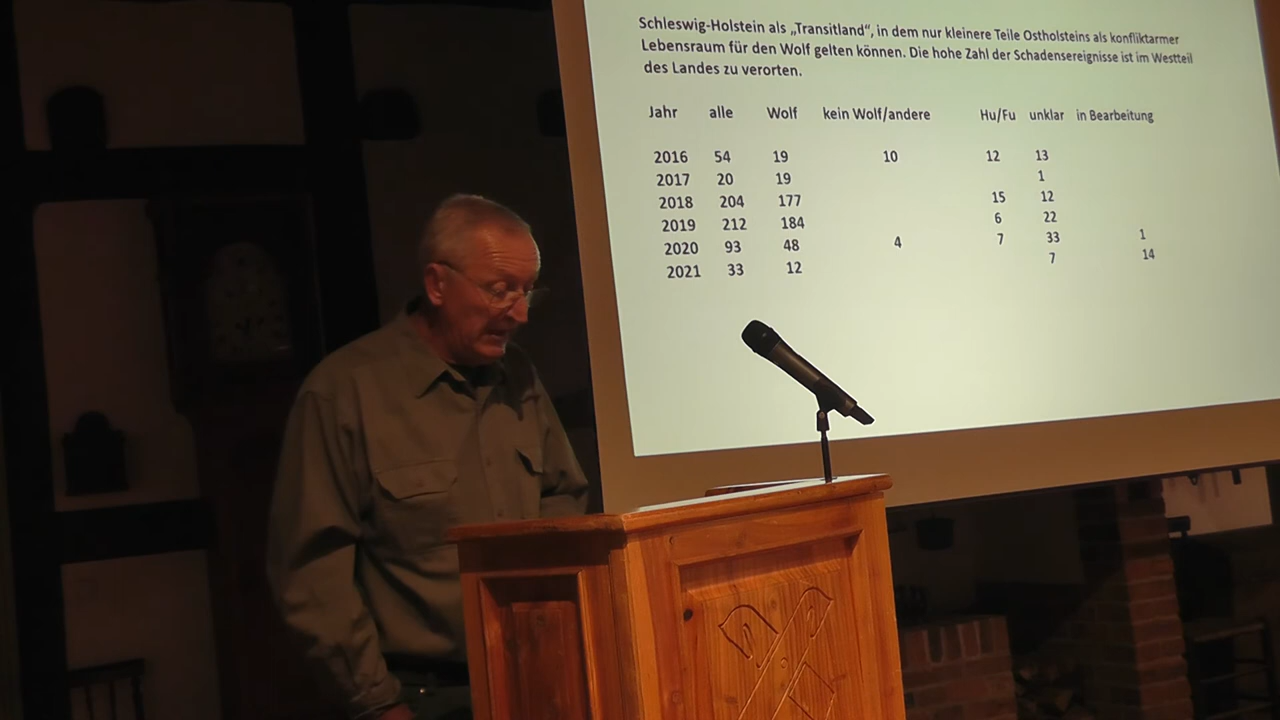 Schleswig-Holstein als „Transitland“, in dem nur kleinere Teile Ostholsteins als konfliktarmer
Lebensraum für den Wolf gelten können. Die hohe Zahl der Schadensereignisse ist im Westteil
des Landes zu verorten.
Jahr alle Wolf kein Wolf/andere Hu/Fu unklar in Bearbeitung
2016 54 19 10 12 13
2017 20 19 1
2018 204 177 15 12
2019 212 184 6 22
2020 93 48 4 7 33 1
2021 33 12 7 14